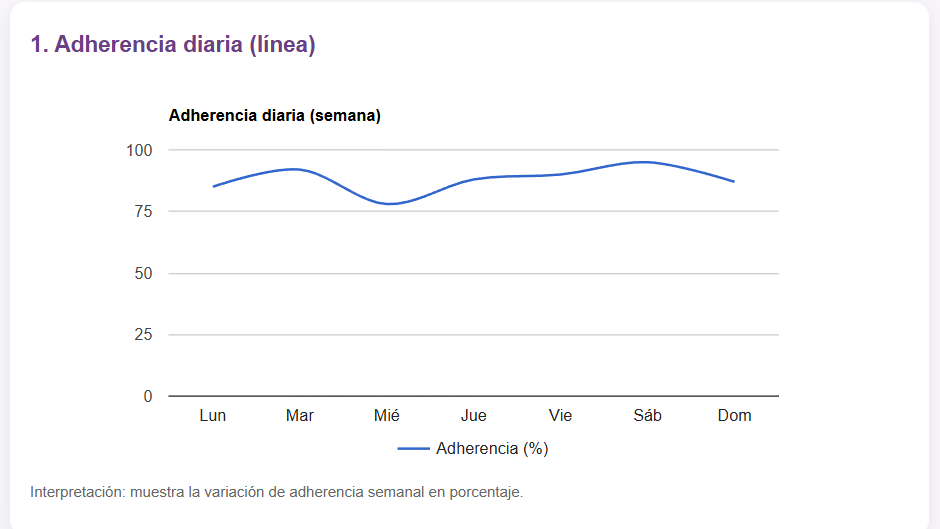 1. Adherencia diaria (línea)
Adherencia diaria (semana)
100
75
50
25
0
Lun Mar Mié Jue Vie Sáb Dom
Adherencia (%)
Interpretación: muestra la variación de adherencia semanal en porcentaje.